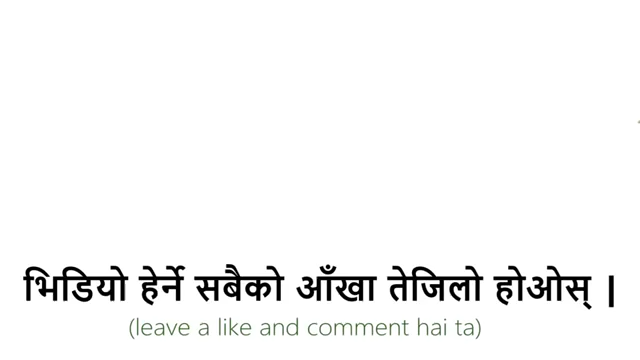 भिडियो हेर्ने सबैको आँखा तेजिलो होओस् |
(leave a like and comment hai ta)